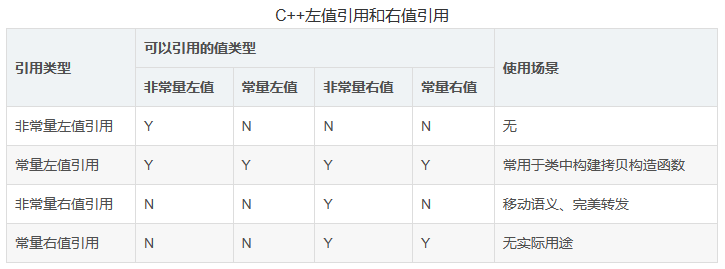 C++左值引用和右值引用
引用类型 可以引用的值类型 使用场景
非常量左值 常量左值 非常量右值 常量右值
非常量左值引用 Y N N N 无
常量左值引用 Y Y Y Y 常用于类中构建拷贝构造函数
非常量右值引用 N N Y N 移动语义、完美转发
常量右值引用 N N Y Y 无实际用途